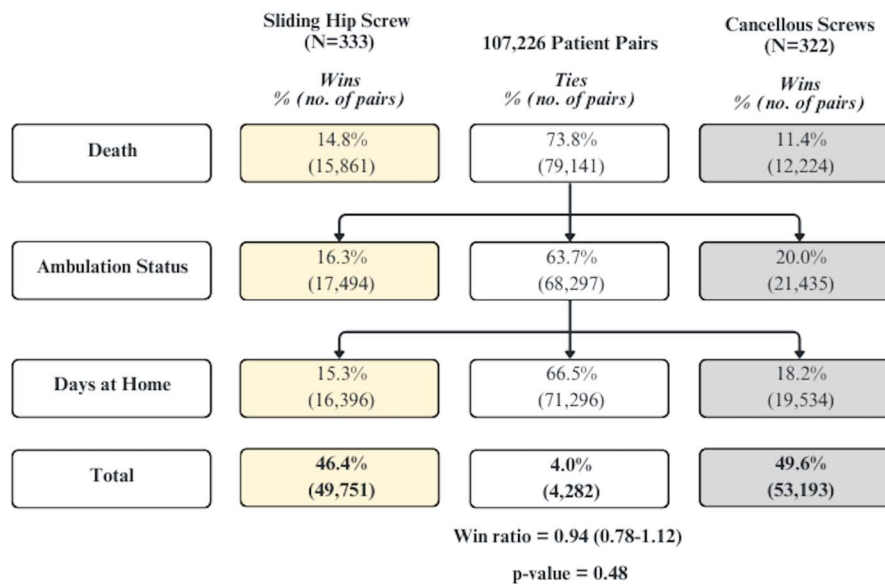 Sliding Hip Screw
(N=333)
107,226 Patient Pairs
Cancellous Screws
(N=322)
Wins
% (no. of pairs)
Ties
% (no. of pairs)
Wins
% (no. of pairs)
Death
14.8%
(15,861)
73.8%
(79,141)
11.4%
(12,224)
Ambulation Status
16.3%
(17,494)
63.7%
(68,297)
20.0%
(21,435)
Days at Home
15.3%
(16,396)
66.5%
(71,296)
18.2%
(19,534)
Total
46.4%
(49,751)
4.0%
(4,282)
49.6%
(53,193)
Win ratio = 0.94 (0.78-1.12)
p-value = 0.48